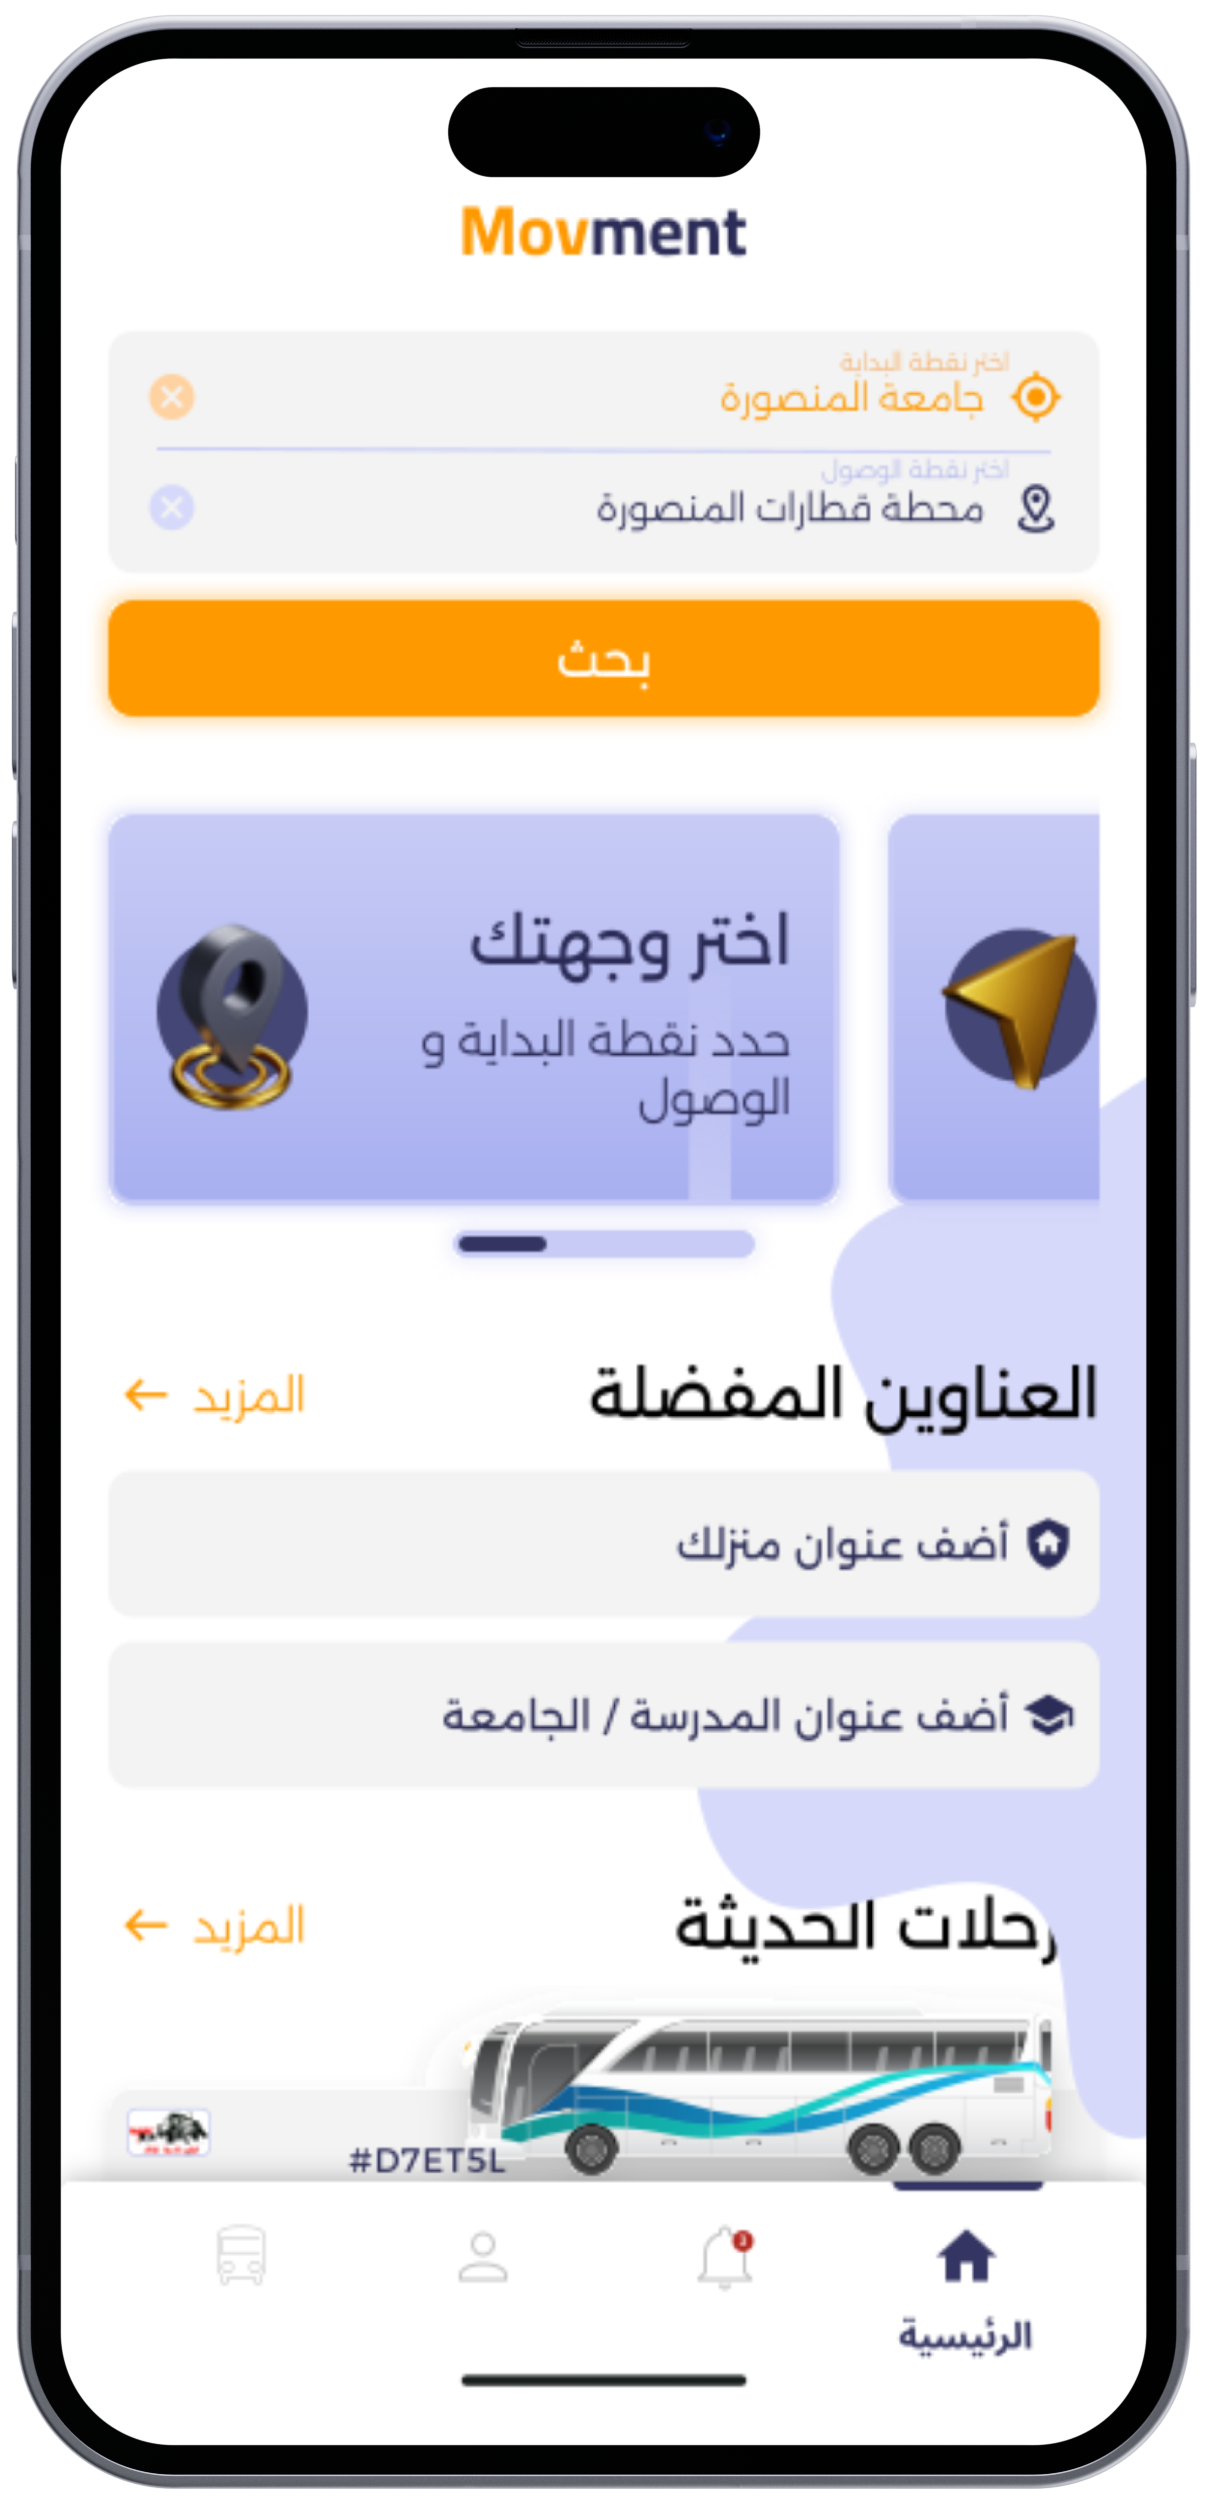 Movment
اختر نقطة البداية
جامعة المنصورة
اختر نقطة الوصول
محطة قطارات المنصورة
بحث
اختر وجهتك
حدد نقطة البداية و
الوصول
العناوين المفضلة
المزيد
أضف عنوان منزلك
أضف عنوان المدرسة / الجامعة
رحلات الحديثة
المزيد
#D7ET5L
3
الرئيسية